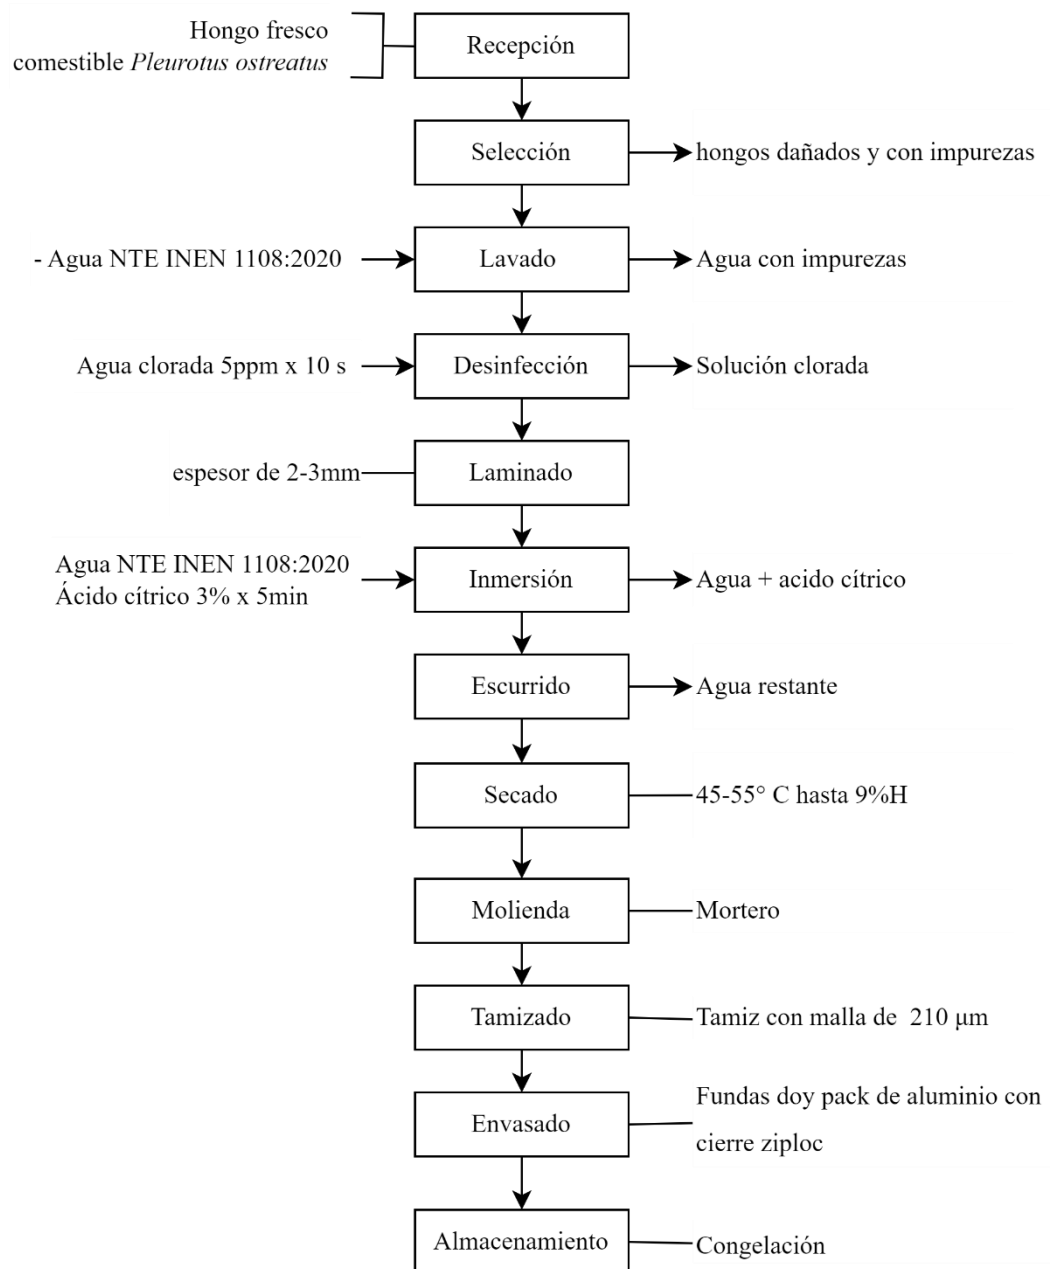 Hongo fresco
comestible Pleurotus ostreatus
Recepción
Selección
hongos dañados y con impurezas
- Agua NTE INEN 1108:2020
Lavado
Agua con impurezas
Agua clorada 5ppm x 10 s
Desinfección
Solución clorada
espesor de 2-3mm
Laminado
Agua NTE INEN 1108:2020
Ácido cítrico 3% x 5min
Inmersión
Agua + acido cítrico
Escurrido
Agua restante
Secado
45-55° C hasta 9%H
Molienda
Mortero
Tamizado
Tamiz con malla de 210 μm
Envasado
Fundas doy pack de aluminio con
cierre ziploc
Almacenamiento
Congelación